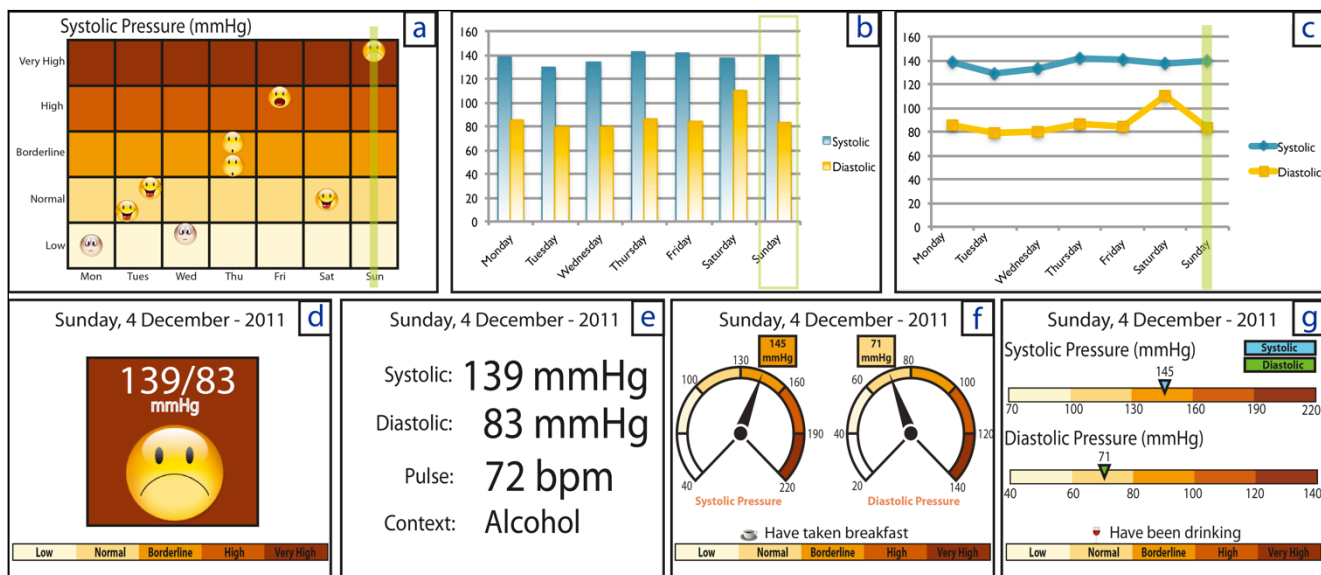 Systolic Pressure (mmHg)
a
Very High
High
Borderline
Normal
Low
Mon Tues Wed Thu Fri Sat Sun
b
160
140
120
100
80
60
40
20
0
Monday Tuesday Wednesday Thursday Friday Saturday Sunday
Systolic
Diastolic
c
160
140
120
100
80
60
40
20
0
Monday Tuesday Wednesday Thursday Friday Saturday Sunday
Systolic
Diastolic
d
Sunday, 4 December - 2011
139/83
mmHg
Low Normal Borderline High Very High
e
Sunday, 4 December - 2011
Systolic: 139 mmHg
Diastolic: 83 mmHg
Pulse: 72 bpm
Context: Alcohol
f
Sunday, 4 December - 2011
145
mmHg
40 100 130 160 190 220
Systolic Pressure
71
mmHg
20 40 60 80 100 120 140
Diastolic Pressure
Have taken breakfast
Low Normal Borderline High Very High
g
Sunday, 4 December - 2011
Systolic Pressure (mmHg)
Systolic
Diastolic
145
70 100 130 160 190 220
Diastolic Pressure (mmHg)
71
40 60 80 100 120 140
Have been drinking
Low Normal Borderline High Very High